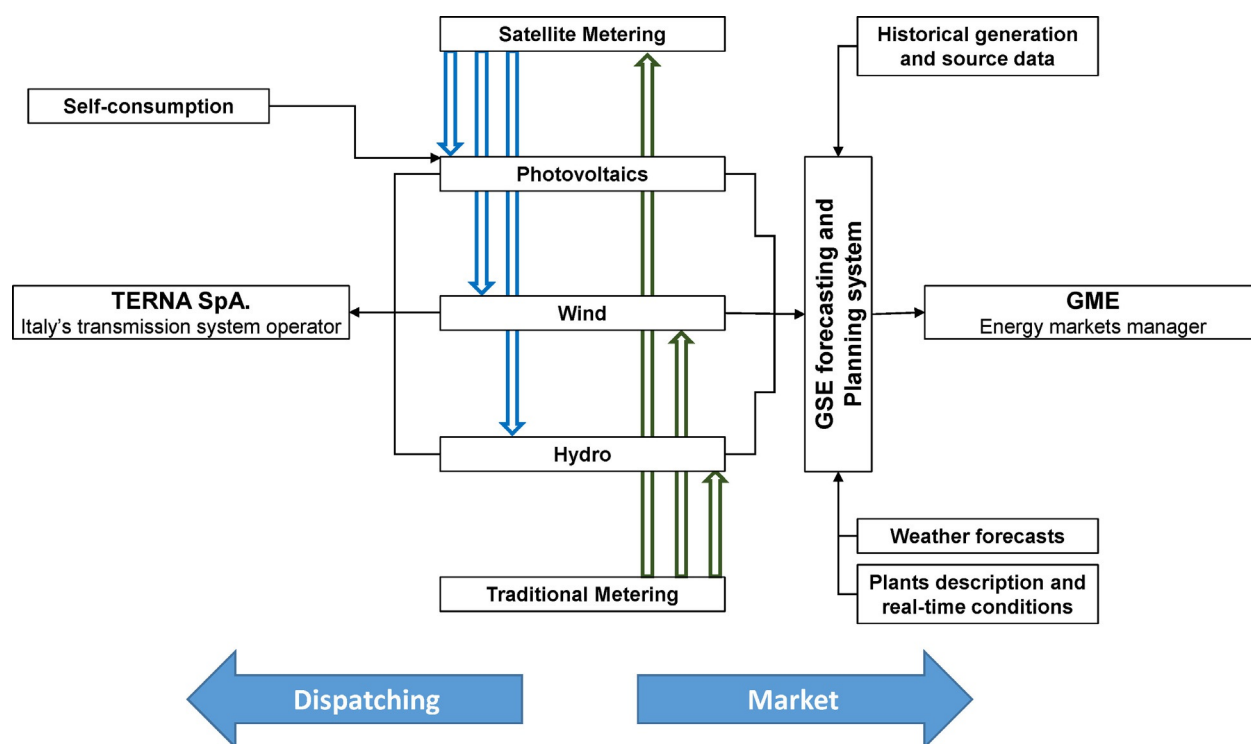 Satellite Metering
Historical generation
and source data
Self-consumption
Photovoltaics
GSE forecasting and
Planning system
TERNA SpA.
Italy's transmission system operator
Wind
GME
Energy markets manager
Hydro
Weather forecasts
Traditional Metering
Plants description and
real-time conditions
Dispatching
Market